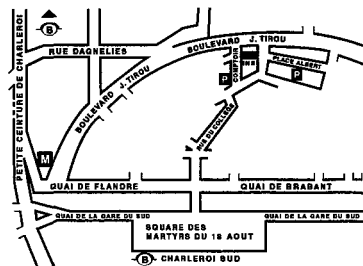 B
RUE DAGNELIES
BOULEVARD J. TIROU
PETITE CEINTURE DE CHARLEROI
COMPTOIR
PLACE ALBERT
P
P
BOULEVARD J. TIROU
RUE DU COLLEGE
M
QUAI DE FLANDRE
QUAI DE BRABANT
QUAI DE LA GARE DU SUD
QUAI DE LA GARE DU SUD
SQUARE DES
MARTYRS DU 18 AOUT
B CHARLEROI SUD